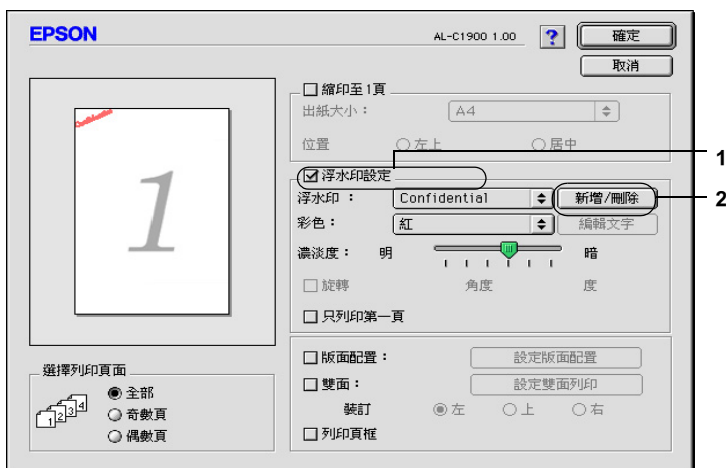 EPSON
AL-C1900 1.00
?
確定
取消
Confidential
1
縮印至1頁
出紙大小：
A4
位置
左上
居中
1
浮水印設定
浮水印：
Confidential
新增/刪除
2
彩色：
紅
編輯文字
濃淡度：
明
暗
旋轉
角度
度
只列印第一頁
選擇列印頁面
1 2 3 4
全部
奇數頁
偶數頁
版面配置：
設定版面配置
雙面：
設定雙面列印
裝訂
左
上
右
列印頁框